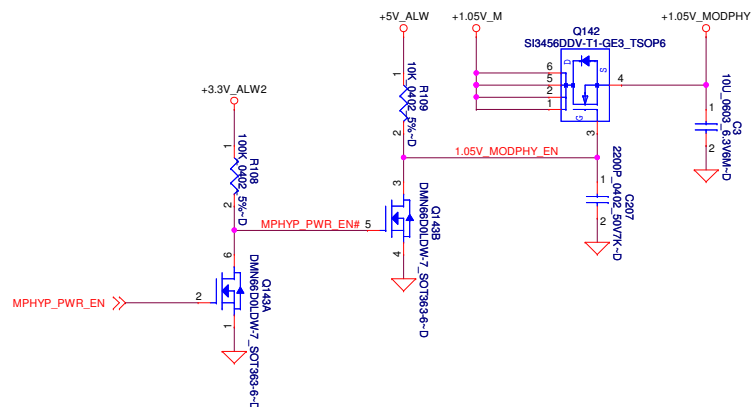 +5V_ALW
+1.05V_M
Q142
SI3456DDV-T1-GE3_TSOP6
+1.05V_MODPHY
D
S
G
6
5
2
1
4
3
+3.3V_ALW2
1
R109
10K_0402_5%~D
2
1
C3
10U_0603_6.3V6M~D
2
1.05V_MODPHY_EN
1
R108
100K_0402_5%~D
2
1
C207
2200P_0402_50V7K~D
2
MPHYP_PWR_EN#
5
3
Q143B
DMN66D0LDW-7_SOT363-6~D
4
MPHYP_PWR_EN
2
6
Q143A
DMN66D0LDW-7_SOT363-6~D
1